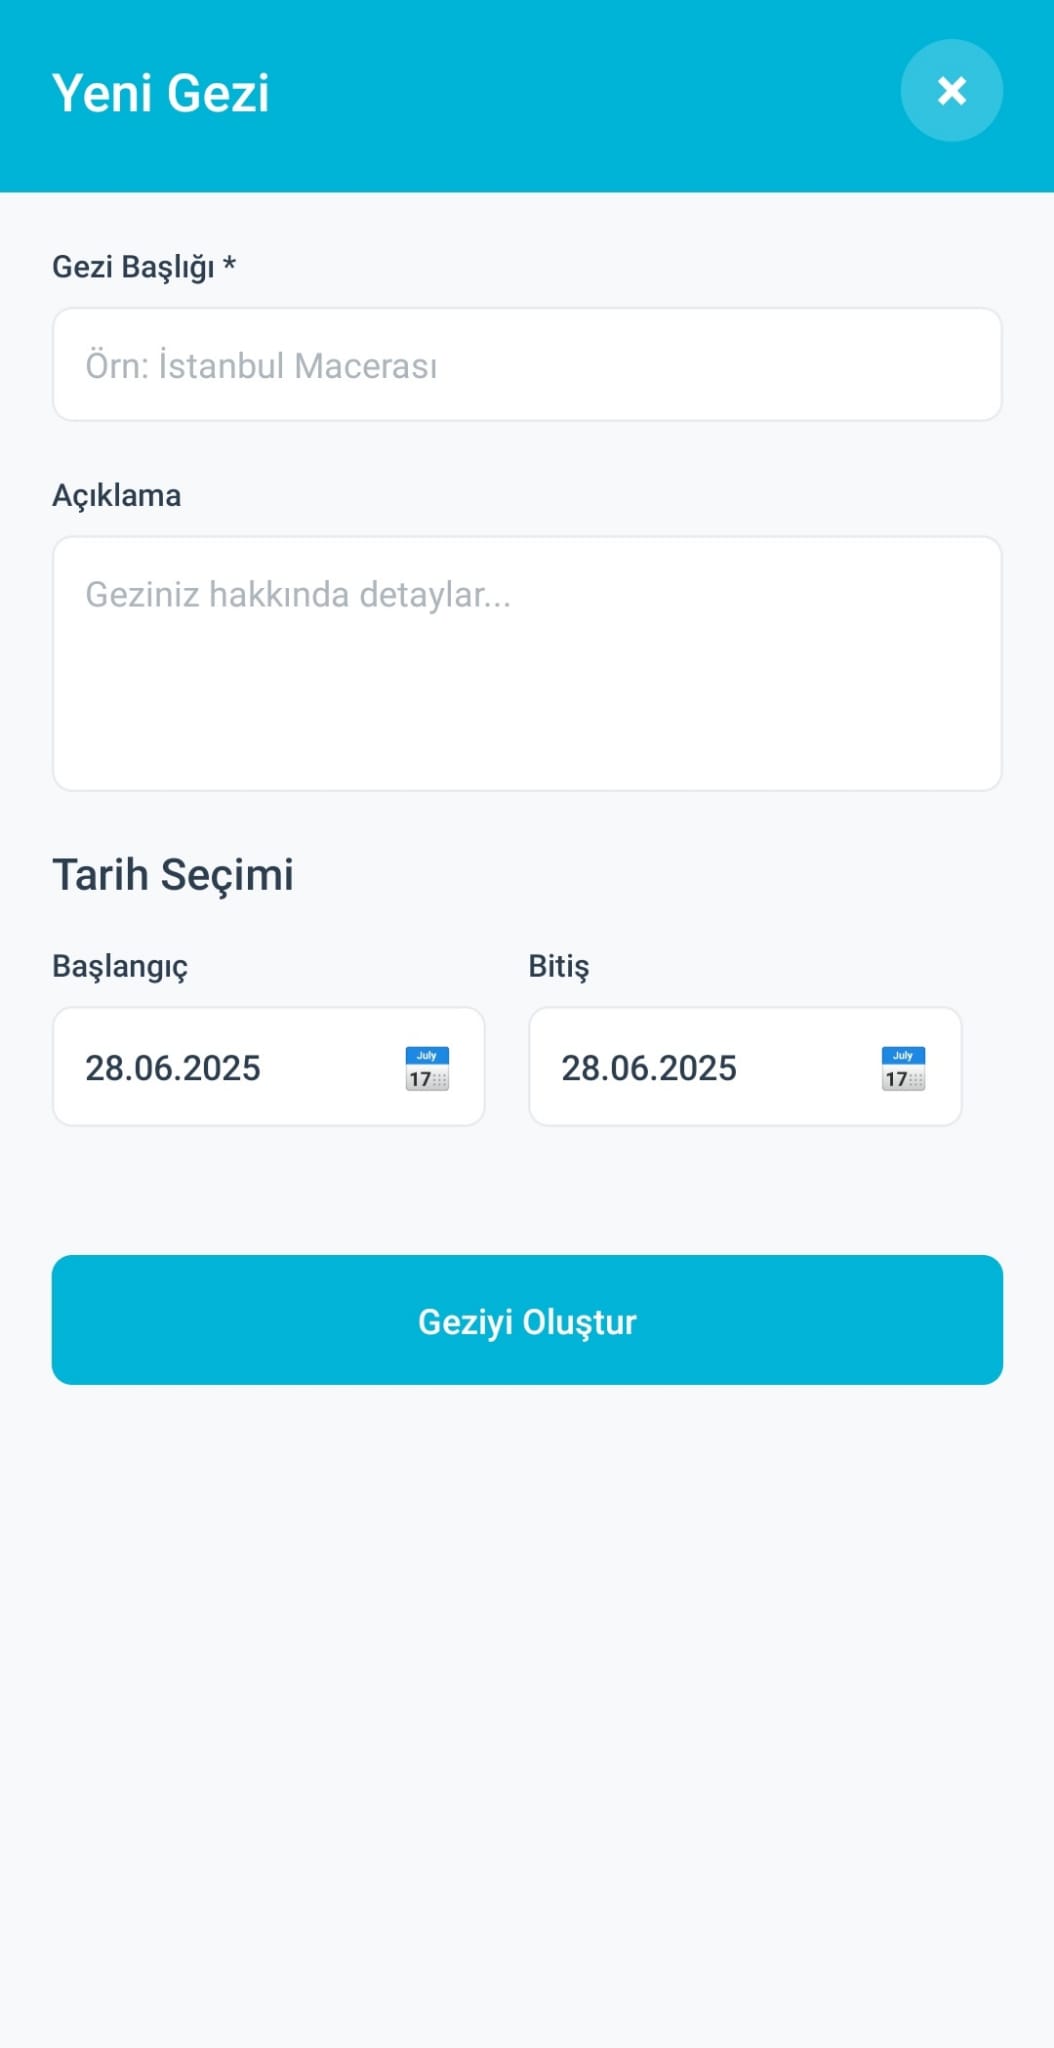 Yeni Gezi
Gezi Başlığı *
Örn: İstanbul Macerası
Açıklama
Geziniz hakkında detaylar...
Tarih Seçimi
Başlangıç
Bitiş
28.06.2025
July
17
28.06.2025
July
17
Geziyi Oluştur